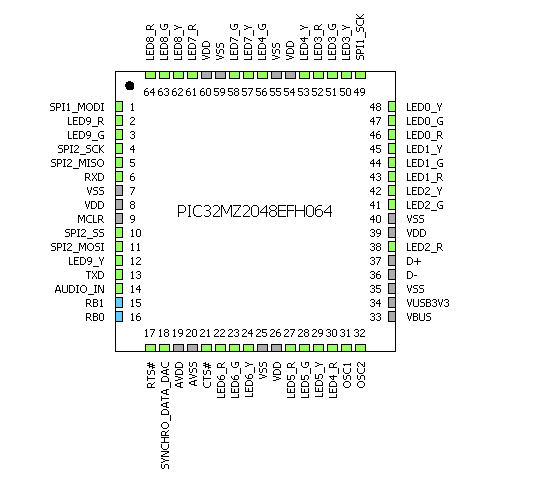 LED8_R
LED8_G
LED8_Y
LED7_R
VDD
VSS
LED7_G
LED7_Y
LED4_G
VSS
VDD
LED4_Y
LED3_R
LED3_G
LED3_Y
SPI1_SCK
64 63 62 61 60 59 58 57 56 55 54 53 52 51 50 49
SPI1_MODI 1
LED9_R 2
LED9_G 3
SPI2_SCK 4
SPI2_MISO 5
RXD 6
VSS 7
VDD 8
MCLR 9
SPI2_SS 10
SPI2_MOSI 11
LED9_Y 12
TXD 13
AUDIO_IN 14
RB1 15
RB0 16
PIC32MZ2048EFH064
48 LED0_Y
47 LED0_G
46 LED0_R
45 LED1_Y
44 LED1_G
43 LED1_R
42 LED2_Y
41 LED2_G
40 VSS
39 VDD
38 LED2_R
37 D+
36 D-
35 VSS
34 VUSB3V3
33 VBUS
17 18 19 20 21 22 23 24 25 26 27 28 29 30 31 32
RTS#
SYNCHRO_DATA_DAC
AVDD
AVSS
CTS#
LED6_R
LED6_G
LED6_Y
VSS
VDD
LED5_R
LED5_G
LED5_Y
LED4_R
OSC1
OSC2